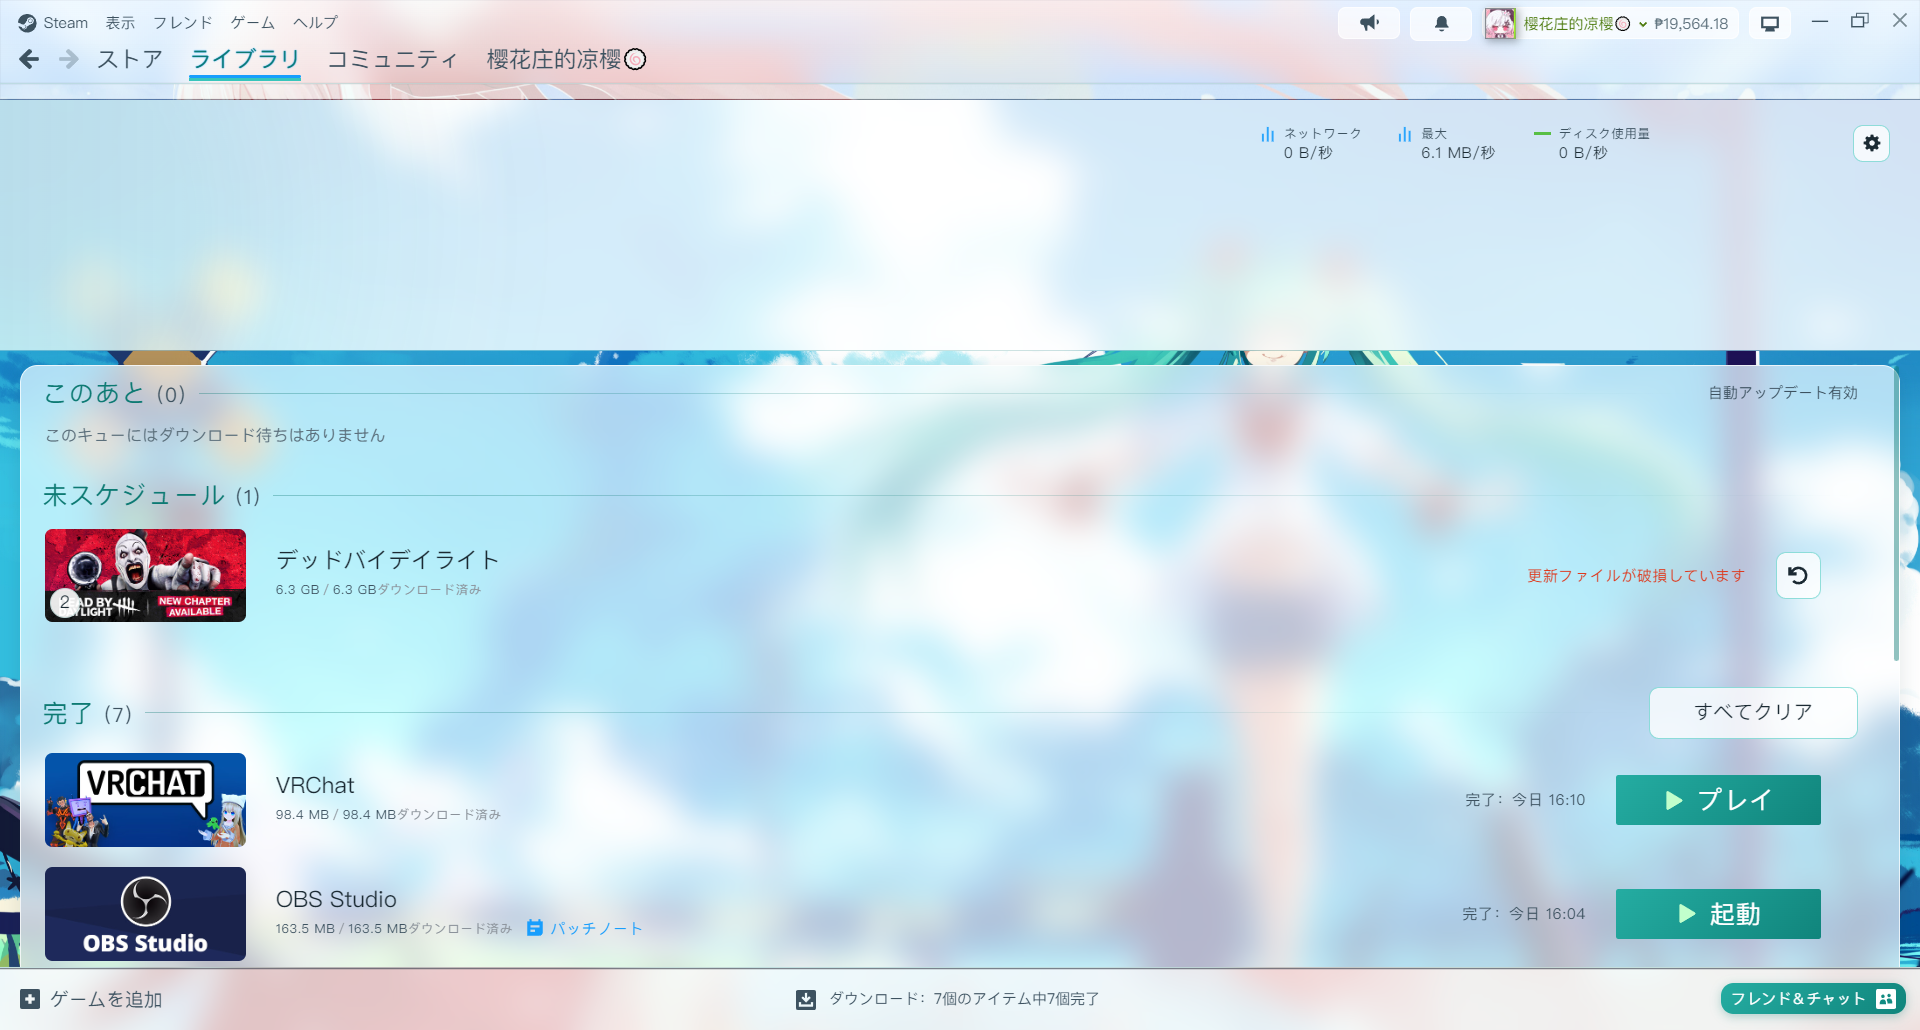 Steam 表示 フレンド ゲーム ヘルプ
櫻花庄的凉櫻🍥 ₱19,564.18
ストア ライブラリ コミュニティ 櫻花庄的凉櫻🍥
ネットワーク
0 B/秒
最大
6.1 MB/秒
ディスク使用量
0 B/秒
このあと (0)
自動アップデート有効
このキューにはダウンロード待ちはありません
未スケジュール (1)
2
DEAD BY DAYLIGHT
NEW CHAPTER
AVAILABLE
デッドバイデイライト
6.3 GB / 6.3 GBダウンロード済み
更新ファイルが破損しています
完了 (7)
すべてクリア
VRCHAT
VRChat
98.4 MB / 98.4 MBダウンロード済み
完了: 今日 16:10
プレイ
OBS Studio
OBS Studio
163.5 MB / 163.5 MBダウンロード済み パッチノート
完了: 今日 16:04
起動
ゲームを追加
ダウンロード: 7個のアイテム中7個完了
フレンド&チャット